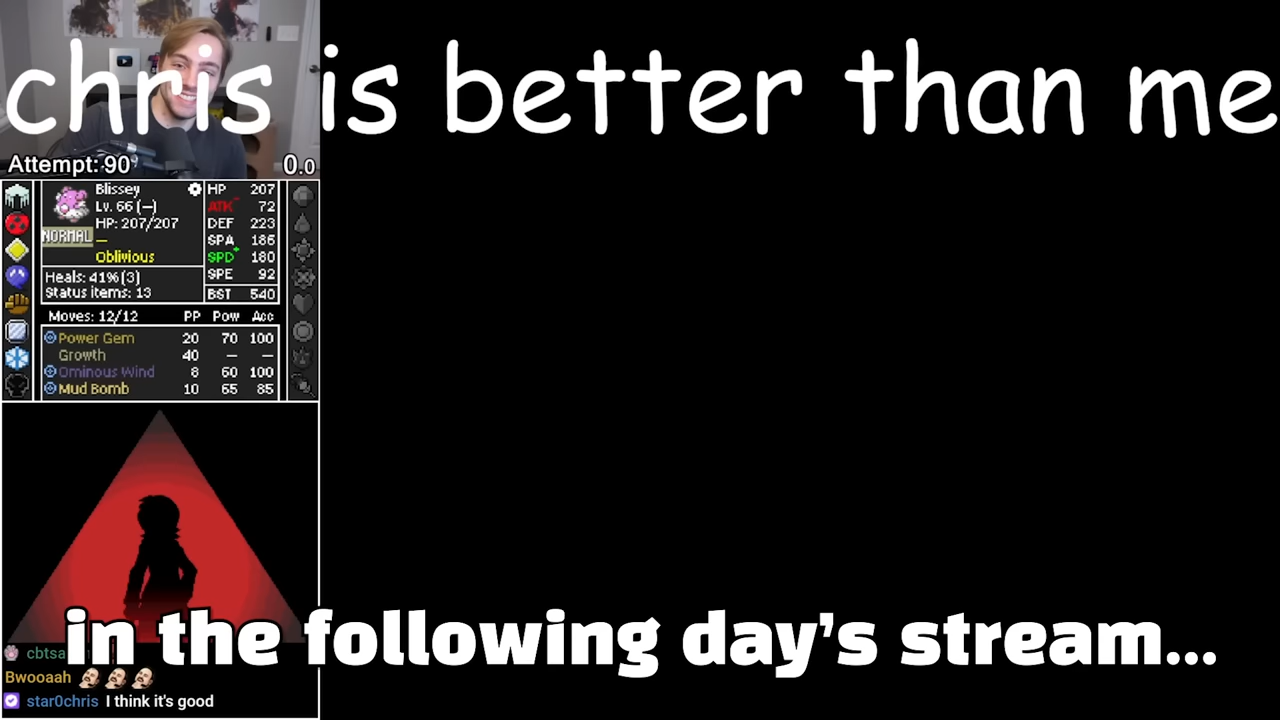 chris is better than me
Attempt: 90
0.0
Blissey
Lv. 66 (—)
HP: 207/207
NORMAL
—
Oblivious
Heals: 41% (3)
Status items: 13
HP 207
ATK 72
DEF 223
SPA 186
SPD 180
SPE 92
BST 540
Moves: 12/12 PP Pow Acc
Power Gem 20 70 100
Growth 40 — —
Ominous Wind 8 60 100
Mud Bomb 10 65 85
in the following day's stream...
cbtsa
Bwooaah
star0chris I think it's good